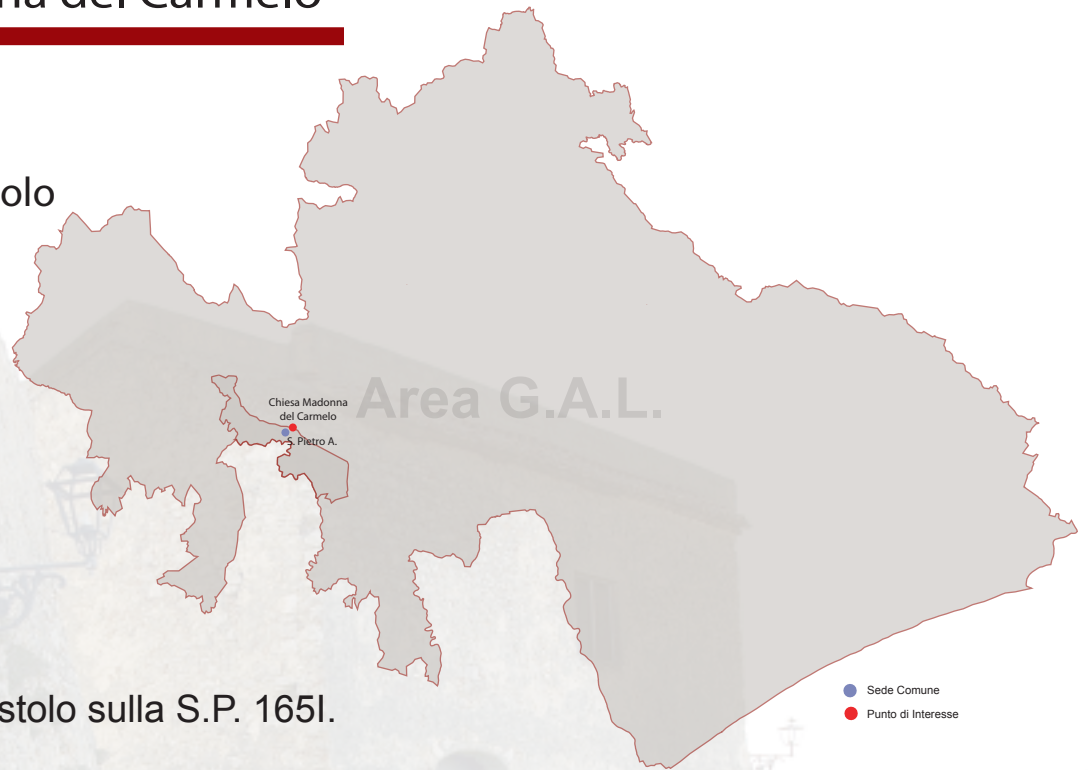 na del Carmelo
olo
Chiesa Madonna
del Carmelo
S. Pietro A.
Area G.A.L.
stolo sulla S.P. 165I.
Sede Comune
Punto di Interesse